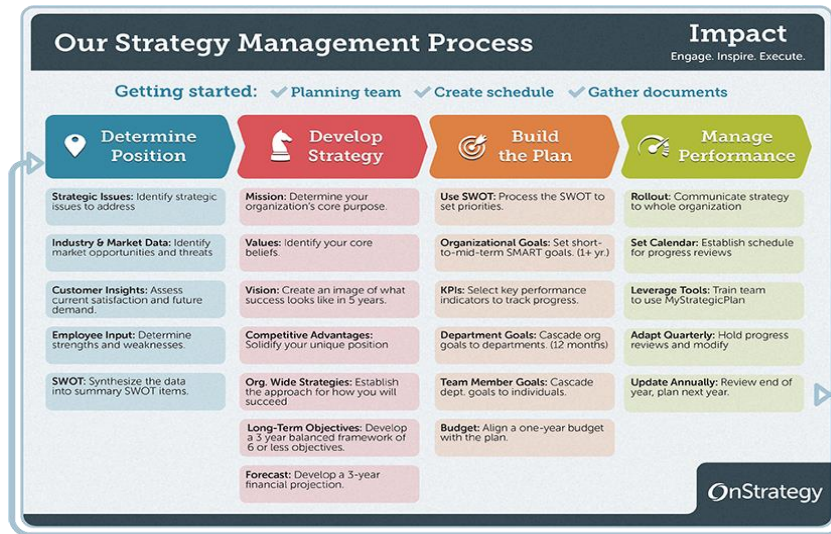 Our Strategy Management Process
Impact
Engage. Inspire. Execute.
Getting started: Planning team Create schedule Gather documents
Determine
Position
Strategic Issues: Identify strategic
issues to address
Industry & Market Data: Identify
market opportunities and threats
Customer Insights: Assess
current satisfaction and future
demand.
Employee Input: Determine
strengths and weaknesses.
SWOT: Synthesize the data
into summary SWOT items.
Develop
Strategy
Mission: Determine your
organization's core purpose.
Values: Identify your core
beliefs.
Vision: Create an image of what
success looks like in 5 years.
Competitive Advantages:
Solidify your unique position
Org. Wide Strategies: Establish
the approach for how you will
succeed
Long-Term Objectives: Develop
a 3 year balanced framework of
6 or less objectives.
Forecast: Develop a 3-year
financial projection.
Build
the Plan
Use SWOT: Process the SWOT to
set priorities.
Organizational Goals: Set short-
to-mid-term SMART goals. (1+ yr.)
KPIs: Select key performance
indicators to track progress.
Department Goals: Cascade org
goals to departments. (12 months)
Team Member Goals: Cascade
dept. goals to individuals.
Budget: Align a one-year budget
with the plan.
Manage
Performance
Rollout: Communicate strategy
to whole organization
Set Calendar: Establish schedule
for progress reviews
Leverage Tools: Train team
to use MyStrategicPlan
Adapt Quarterly: Hold progress
reviews and modify
Update Annually: Review end of
year, plan next year.
OnStrategy